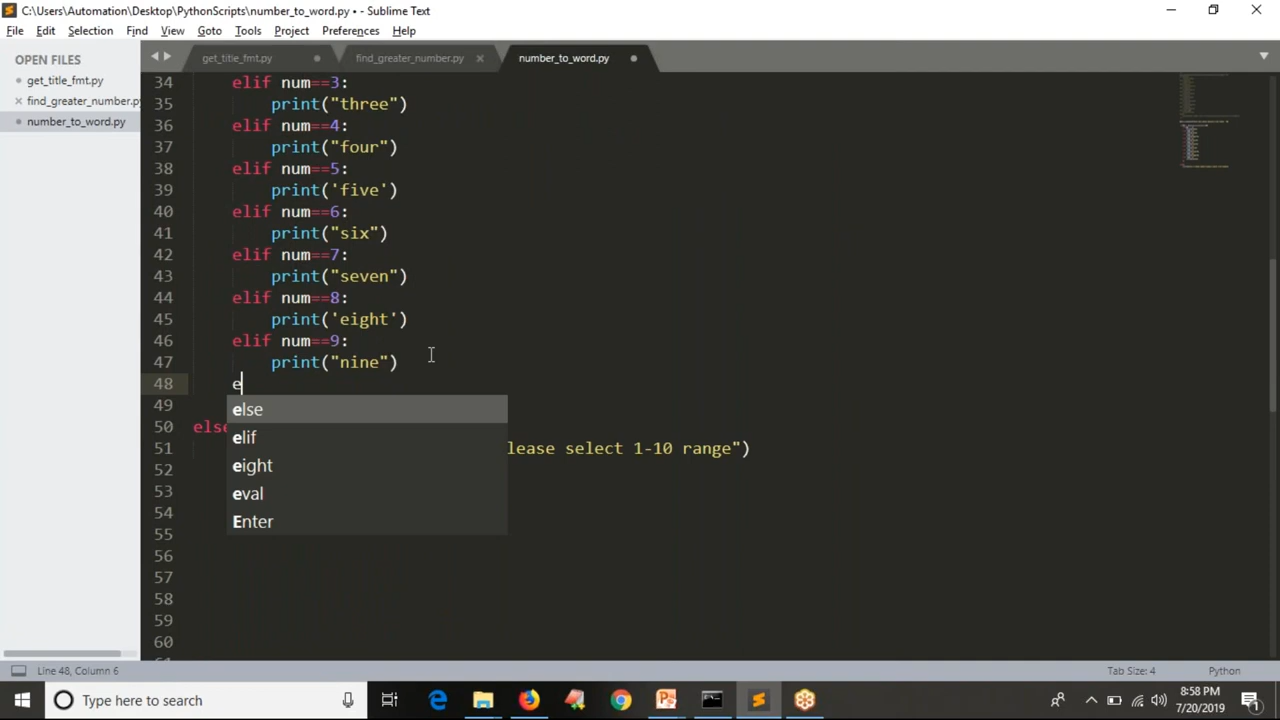 C:\Users\Automation\Desktop\PythonScripts\number_to_word.py • - Sublime Text
File Edit Selection Find View Goto Tools Project Preferences Help
OPEN FILES
get_title_fmt.py
find_greater_number.py
number_to_word.py
get_title_fmt.py find_greater_number.py number_to_word.py
34 elif num==3:
35 print("three")
36 elif num==4:
37 print("four")
38 elif num==5:
39 print('five')
40 elif num==6:
41 print("six")
42 elif num==7:
43 print("seven")
44 elif num==8:
45 print('eight')
46 elif num==9:
47 print("nine")
48 e
49
50 else
51 lease select 1-10 range")
52
53
54
55
56
57
58
59
60
else
elif
eight
eval
Enter
Line 48, Column 6
Tab Size: 4
Python
Type here to search
8:58 PM
7/20/2019
1